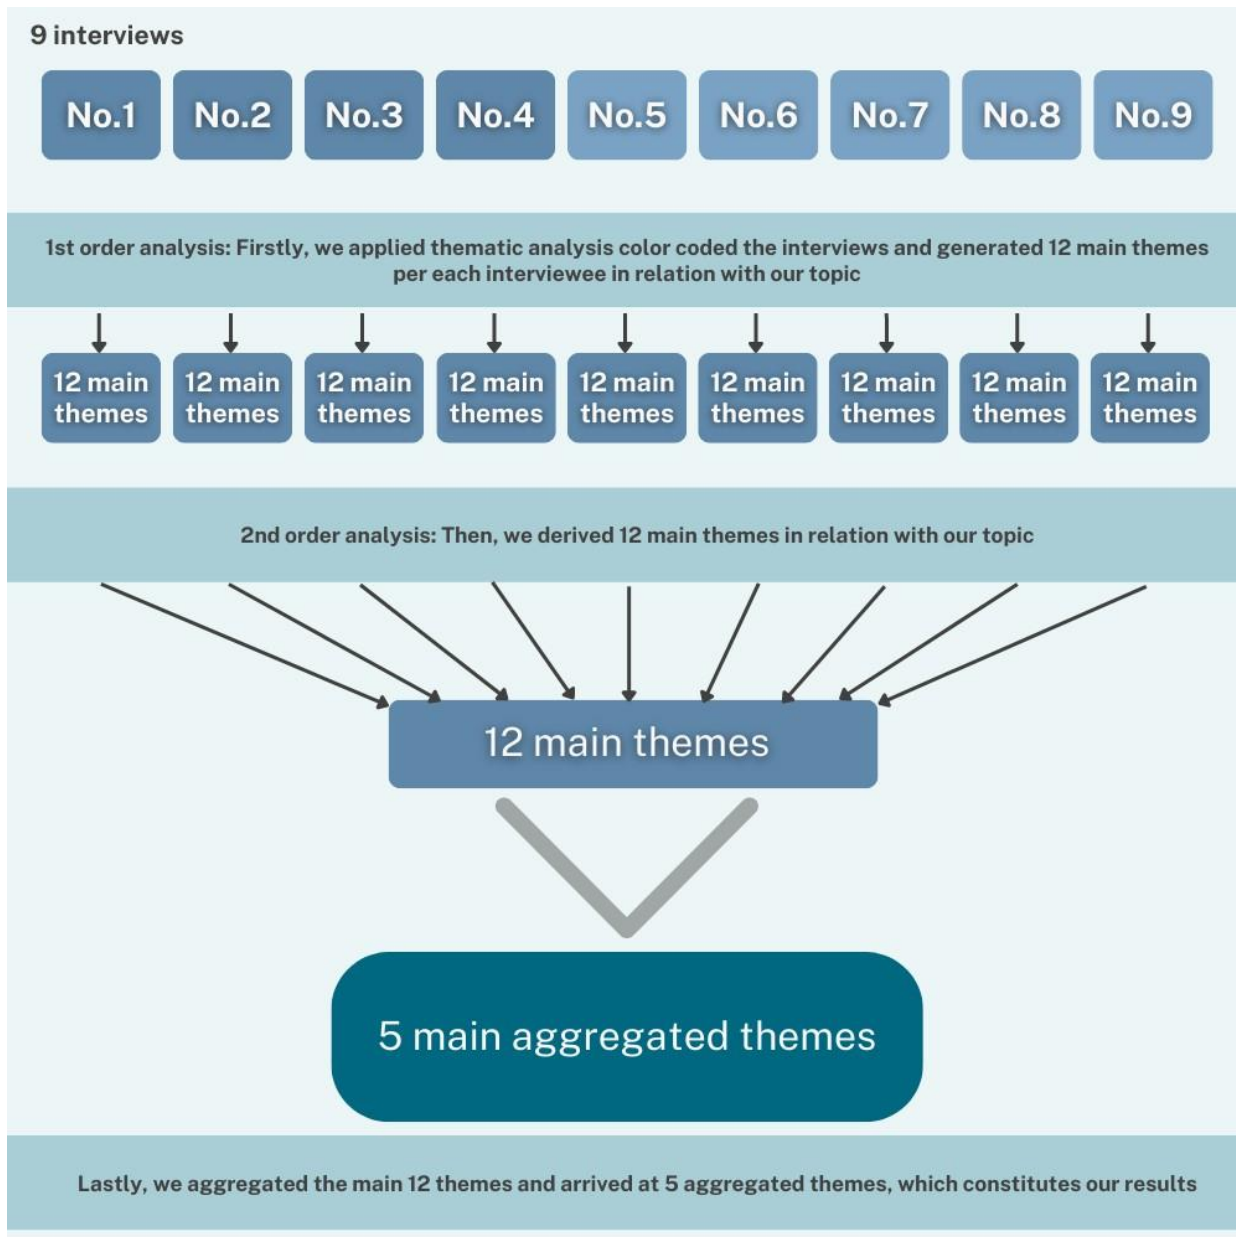 9 interviews
No.1 No.2 No.3 No.4 No.5 No.6 No.7 No.8 No.9
1st order analysis: Firstly, we applied thematic analysis color coded the interviews and generated 12 main themes
per each interviewee in relation with our topic
12 main 12 main 12 main 12 main 12 main 12 main 12 main 12 main 12 main
themes themes themes themes themes themes themes themes themes
2nd order analysis: Then, we derived 12 main themes in relation with our topic
12 main themes
5 main aggregated themes
Lastly, we aggregated the main 12 themes and arrived at 5 aggregated themes, which constitutes our results